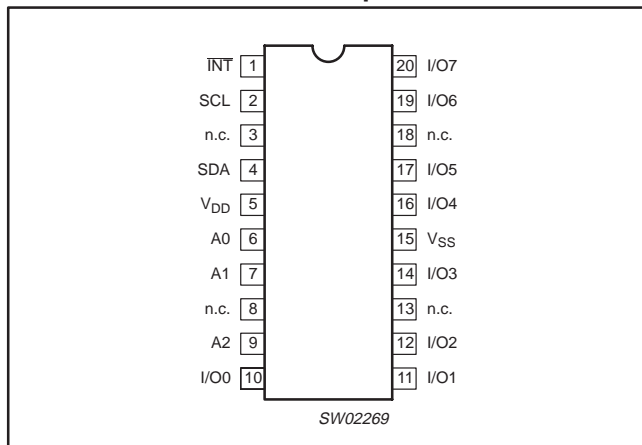 INT 1 20 I/O7
SCL 2 19 I/O6
n.c. 3 18 n.c.
SDA 4 17 I/O5
VDD 5 16 I/O4
A0 6 15 VSS
A1 7 14 I/O3
n.c. 8 13 n.c.
A2 9 12 I/O2
I/O0 10 11 I/O1
SW02269